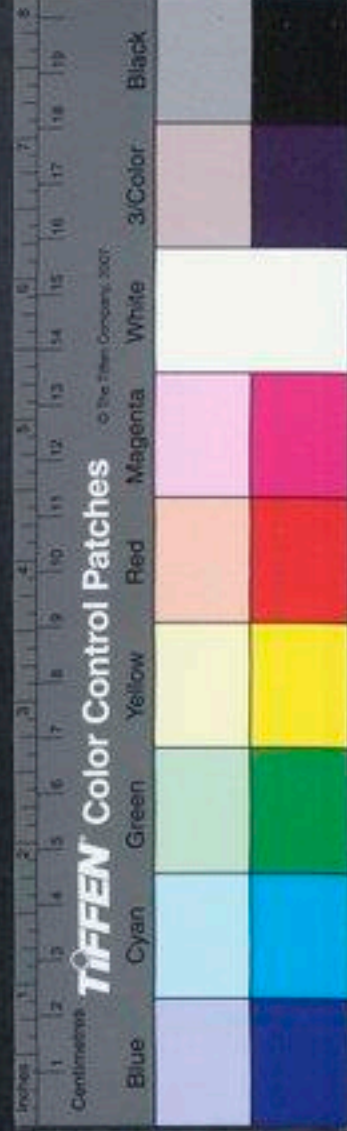 Inches 1 2 3 4 5 6 7 8
Centimetres 1 2 3 4 5 6 7 8 9 10 11 12 13 14 15 16 17 18 19
TIFFEN® Color Control Patches © The Tiffen Company, 2007
Blue Cyan Green Yellow Red Magenta White 3/Color Black